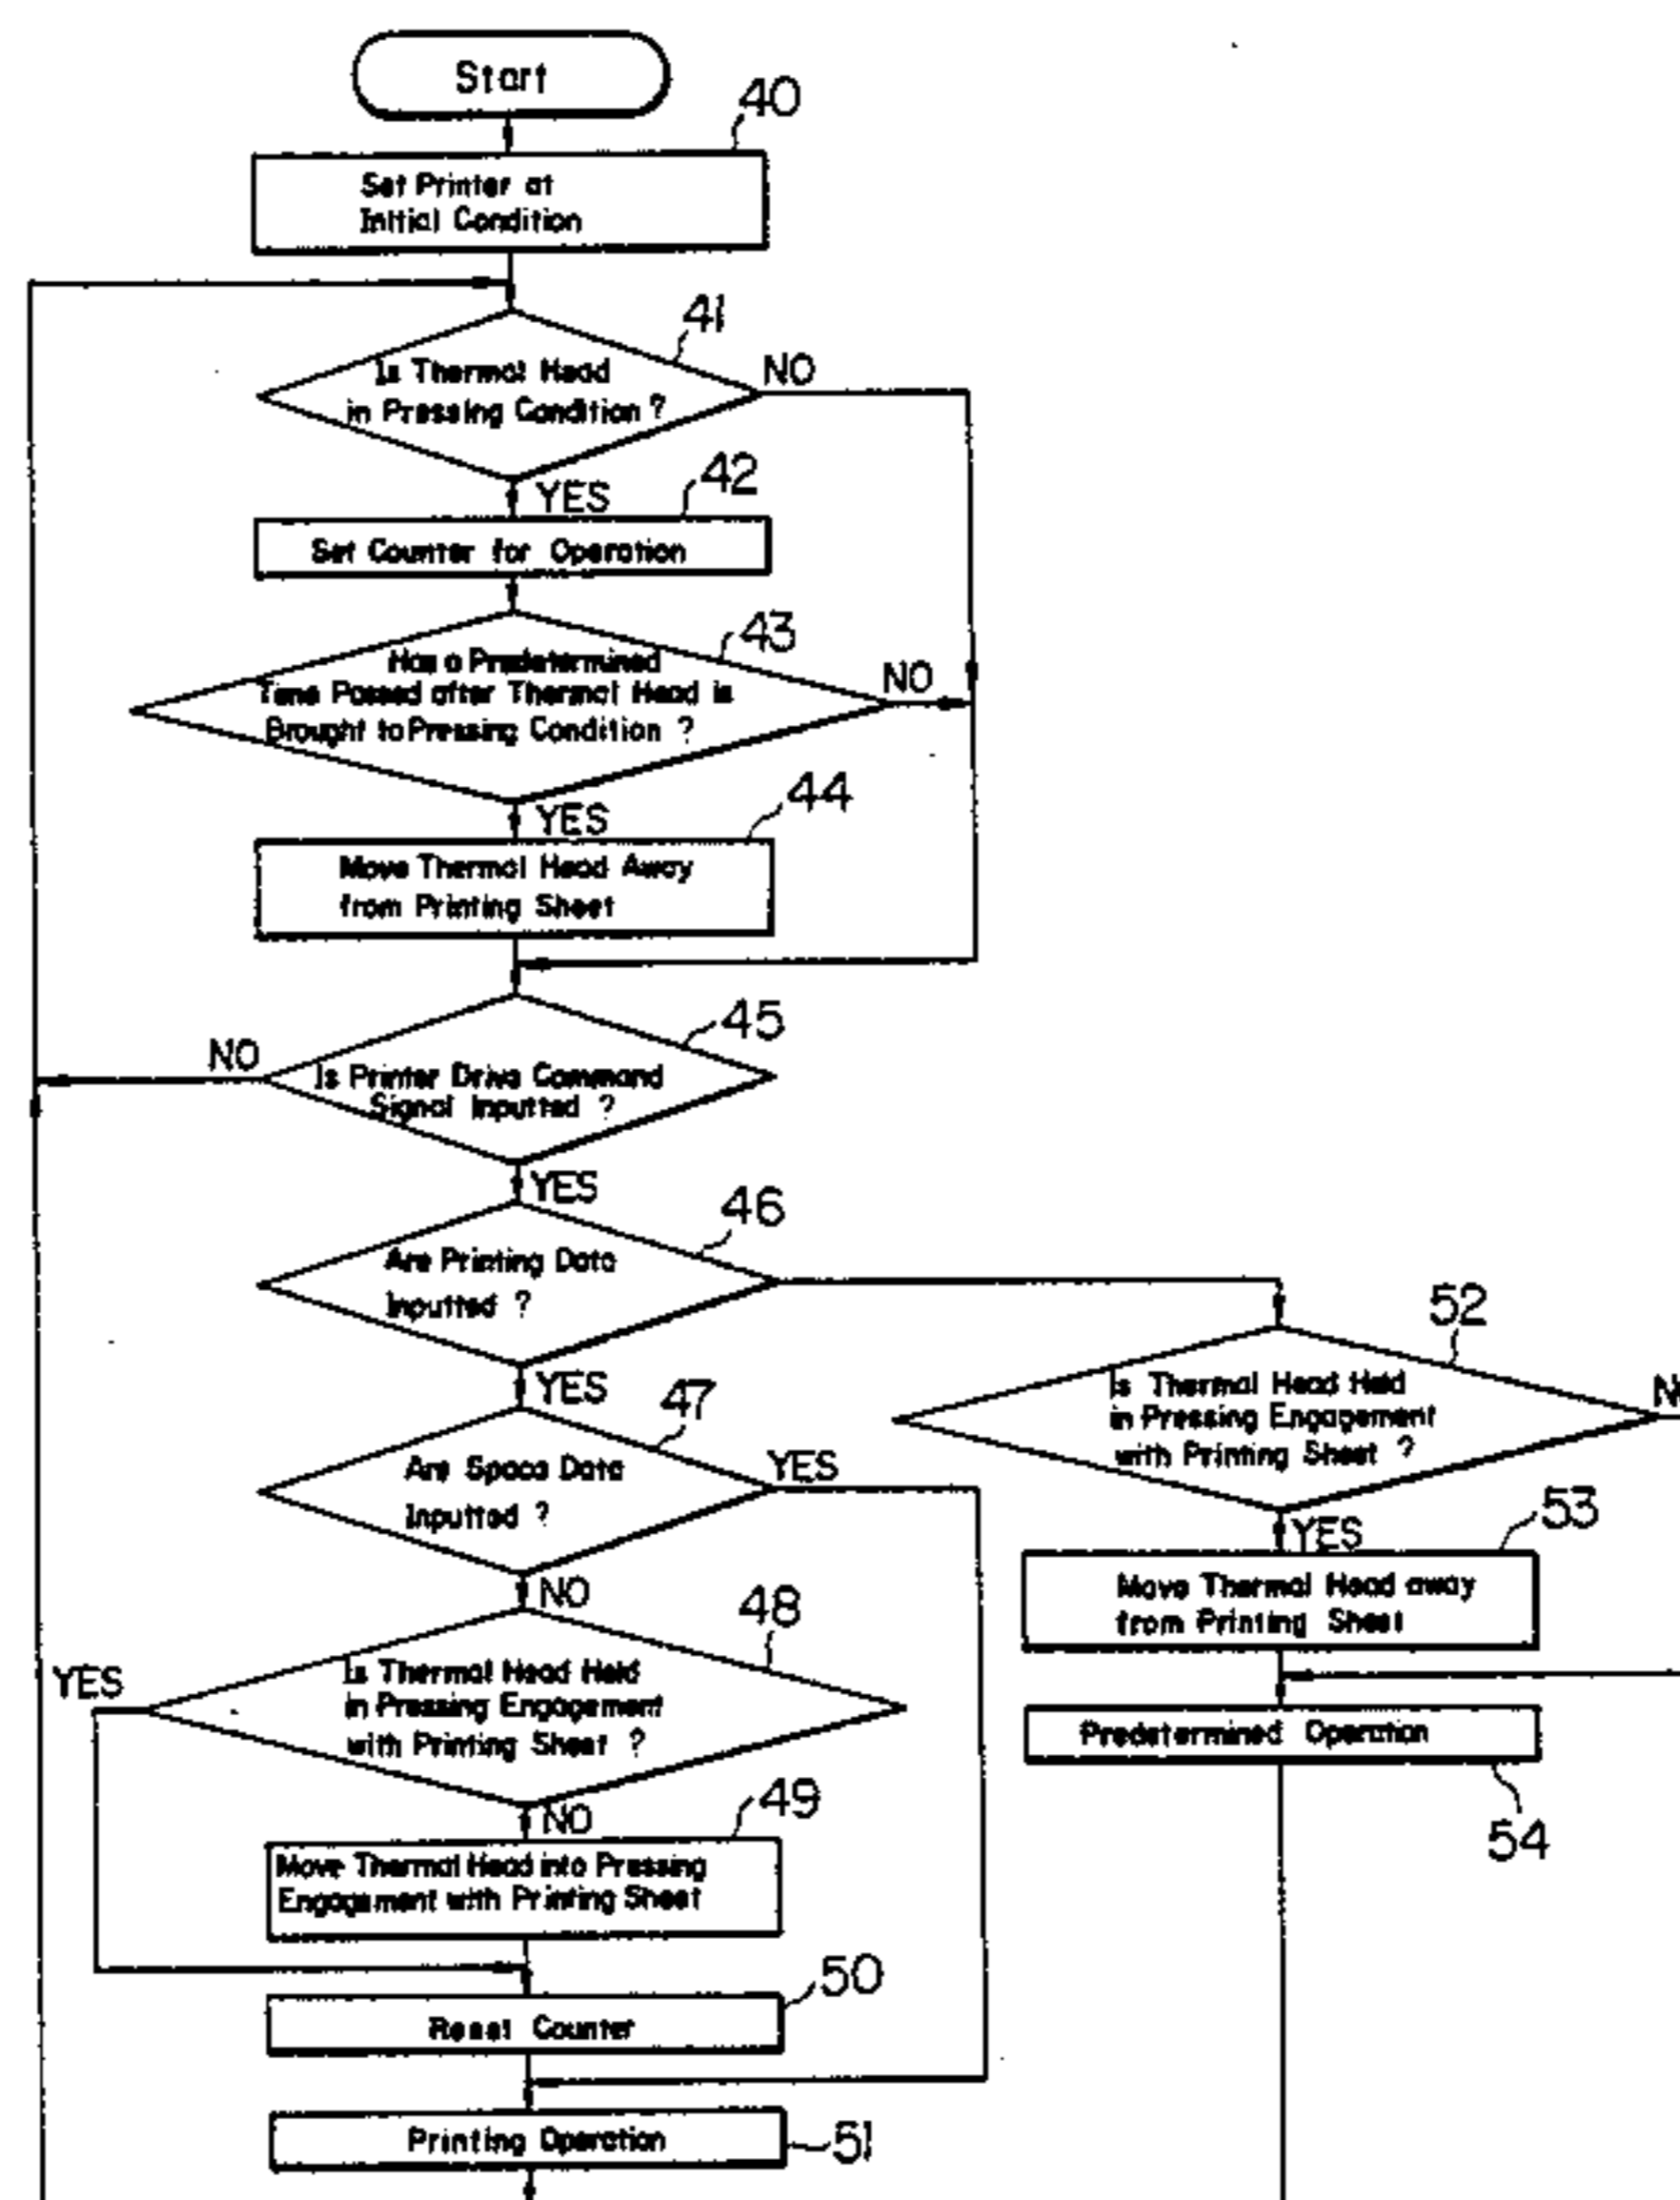 Start
40
Set Printer at
Initial Condition
41
Is Thermal Head
in Pressing Condition ?
NO
YES
42
Set Counter for Operation
43
Has a Predetermined
Time Passed after Thermal Head is
Brought to Pressing Condition ?
NO
YES
44
Move Thermal Head Away
from Printing Sheet
45
NO
Is Printer Drive Command
Signal Inputted ?
YES
46
Are Printing Data
Inputted ?
YES
52
Is Thermal Head Held
in Pressing Engagement
with Printing Sheet ?
47
Are Space Data
Inputted ?
YES
NO
YES
53
Move Thermal Head away
from Printing Sheet
48
YES
Is Thermal Head Held
in Pressing Engagement
with Printing Sheet ?
Predetermined Operation
54
NO
49
Move Thermal Head into Pressing
Engagement with Printing Sheet
50
Reset Counter
Printing Operation
51